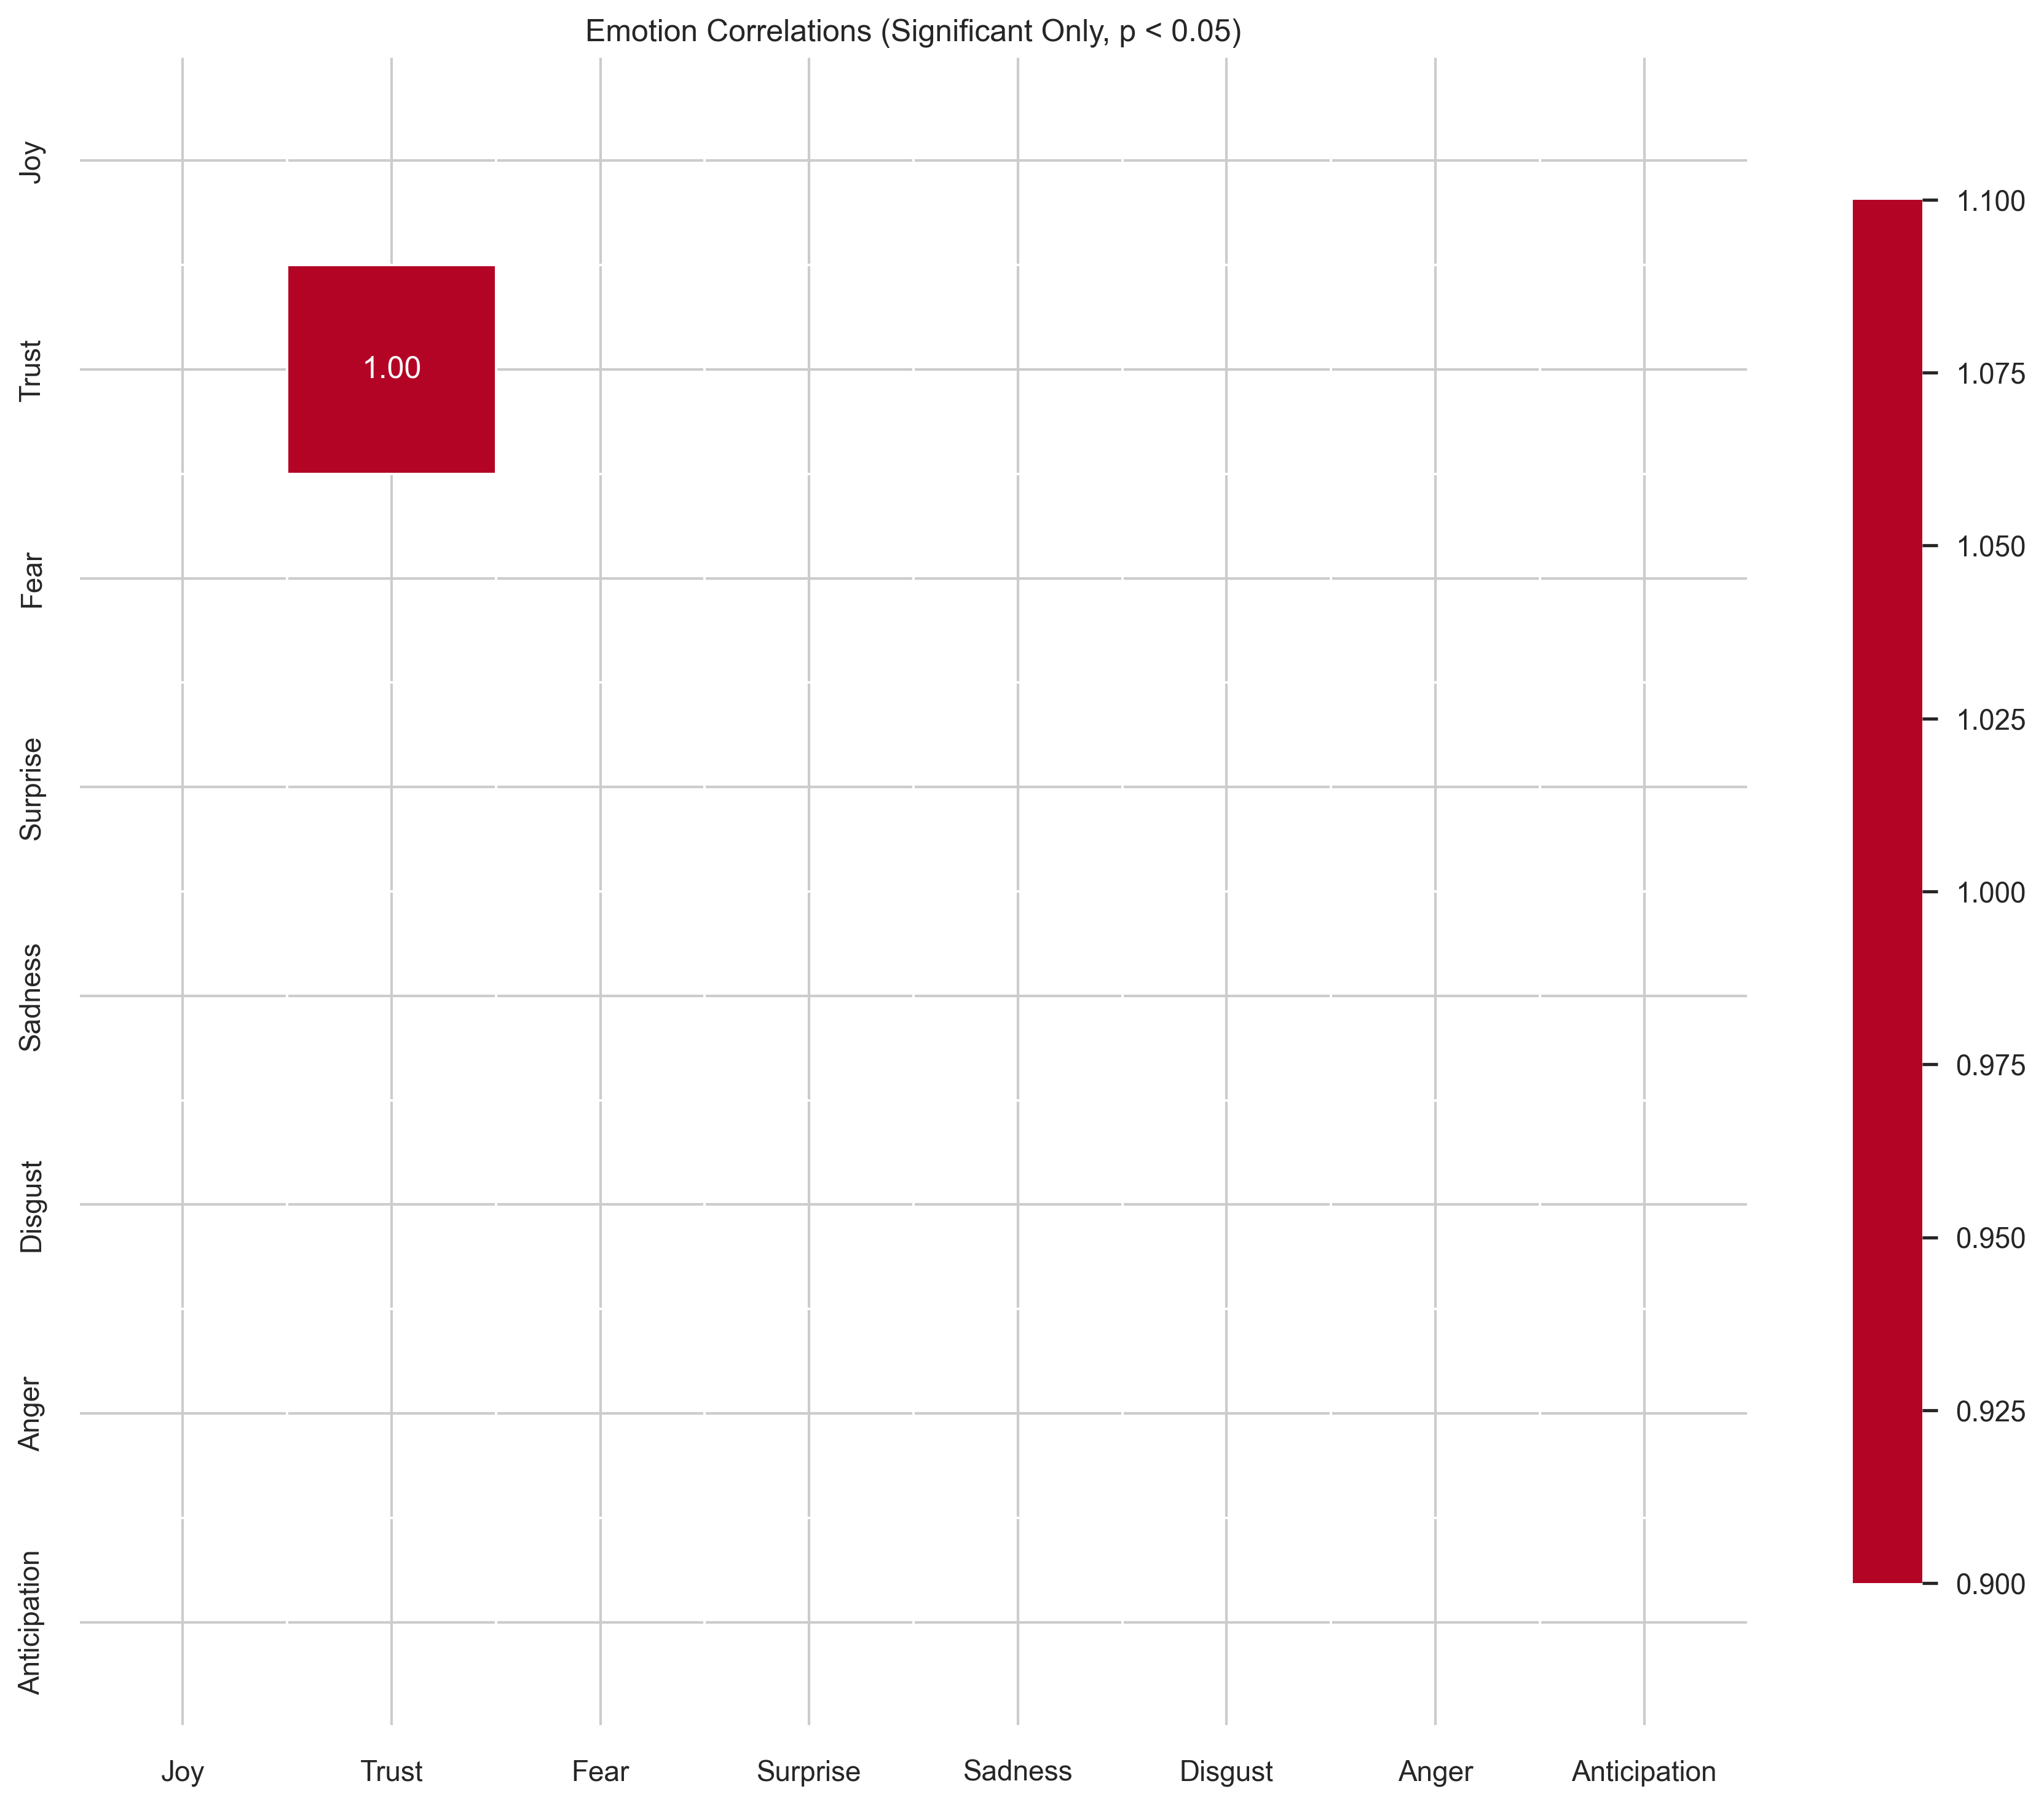 Emotion Correlations (Significant Only, p < 0.05)
Joy
Trust
Fear
Surprise
Sadness
Disgust
Anger
Anticipation
1.00
Joy Trust Fear Surprise Sadness Disgust Anger Anticipation
1.100
1.075
1.050
1.025
1.000
0.975
0.950
0.925
0.900